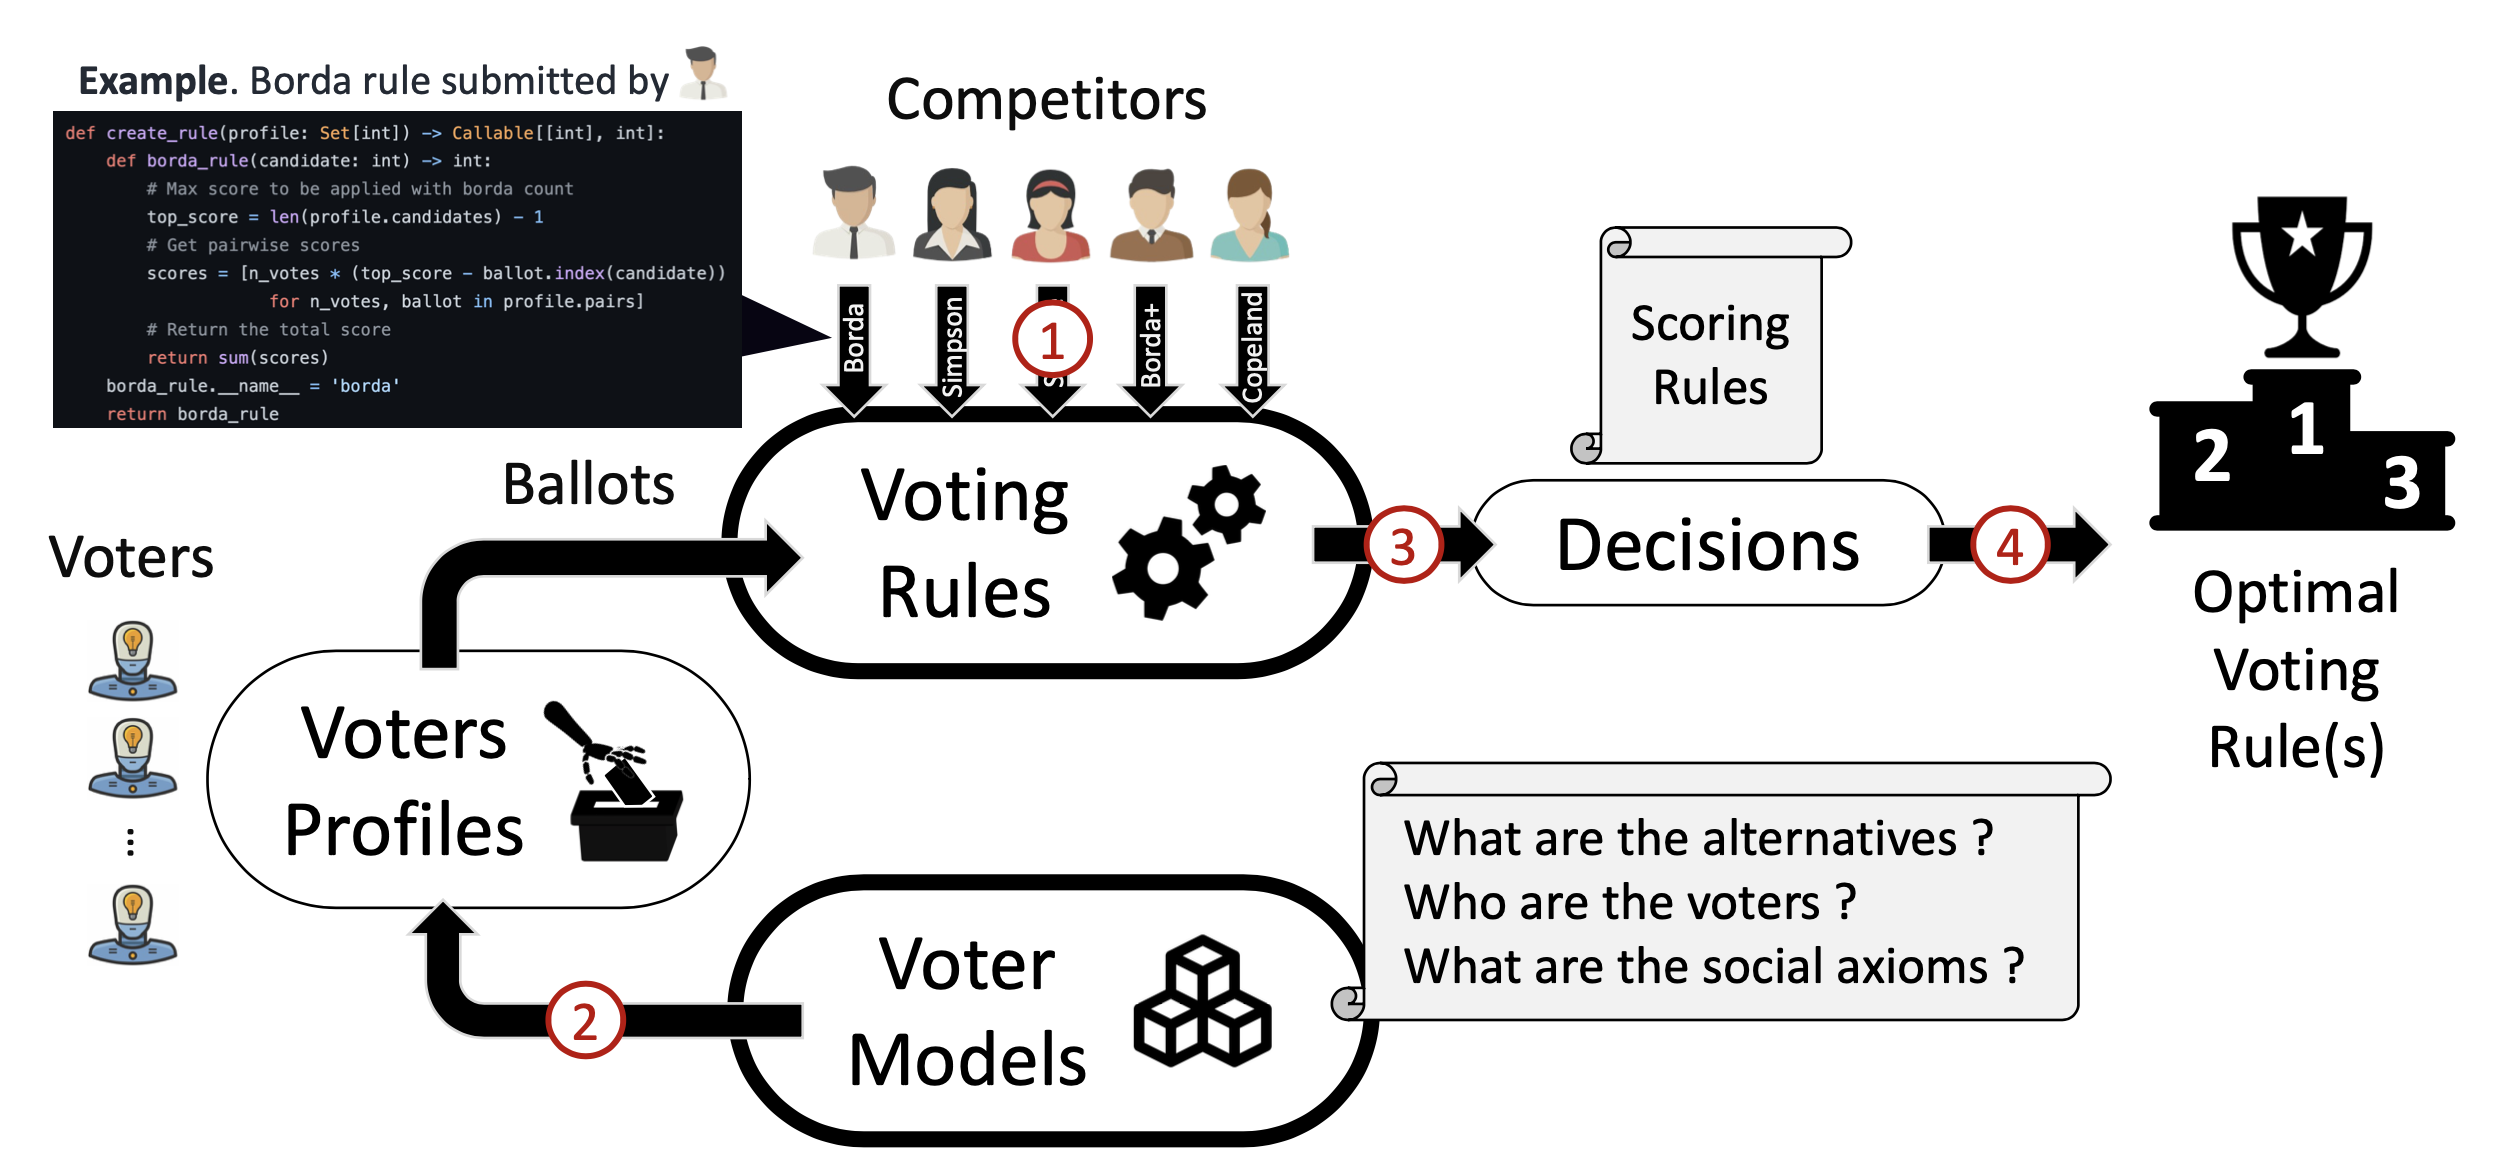 Example. Borda rule submitted by
def create_rule(profile: Set[int]) -> Callable[[int], int]:
    def borda_rule(candidate: int) -> int:
        # Max score to be applied with borda count
        top_score = len(profile.candidates) - 1
        # Get pairwise scores
        scores = [n_votes * (top_score - ballot.index(candidate))
                    for n_votes, ballot in profile.pairs]
        # Return the total score
        return sum(scores)
    borda_rule.__name__ = 'borda'
    return borda_rule
Competitors
Borda
Simpson
1
Borda+
Copeland
Voting
Rules
Ballots
Voters
Voters
Profiles
2
Voter
Models
What are the alternatives ?
Who are the voters ?
What are the social axioms ?
3
Scoring
Rules
Decisions
4
1
2
3
Optimal
Voting
Rule(s)